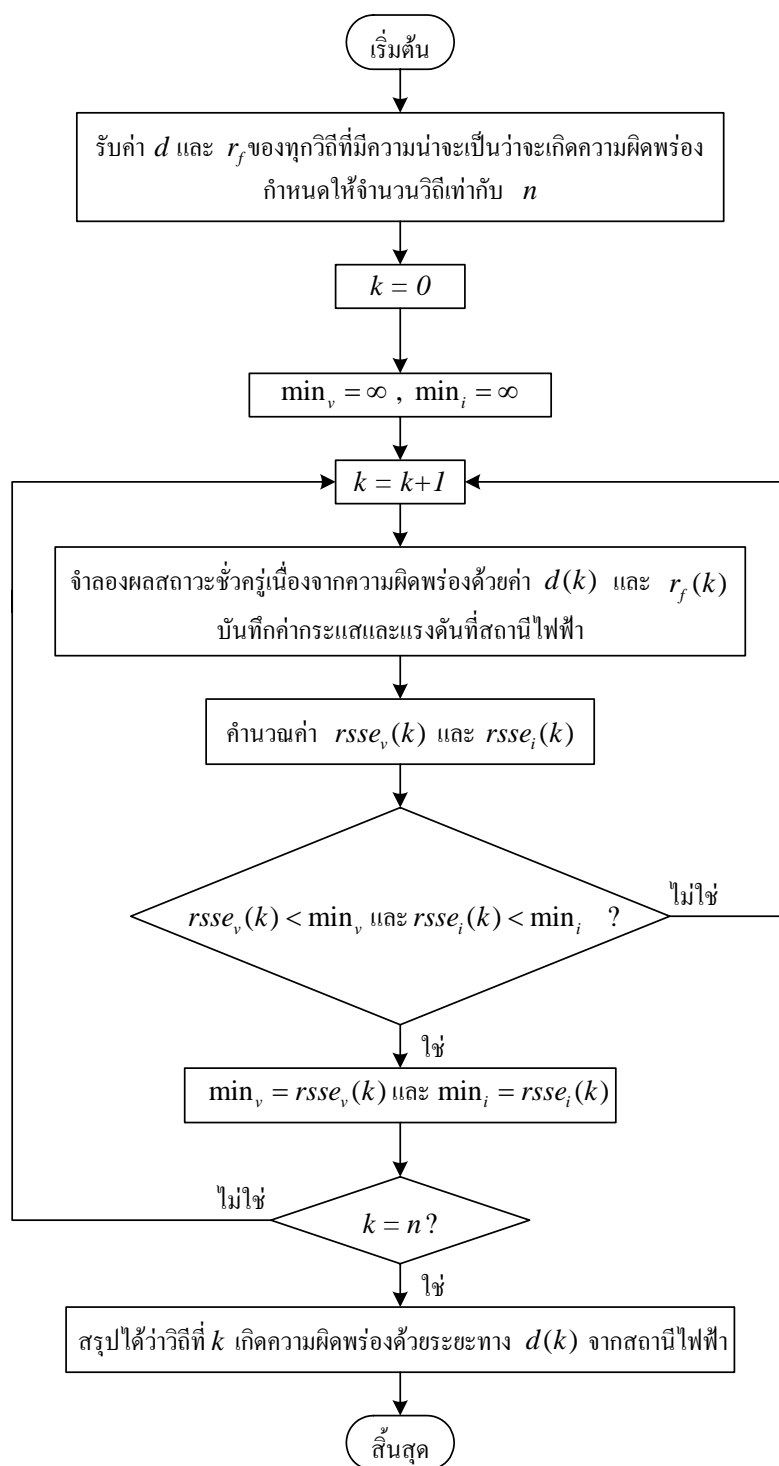 เริ่มต้น
รับค่า d และ r_f ของทุกวิถีที่มีความน่าจะเป็นว่าจะเกิดความผิดพร่อง
กำหนดให้จำนวนวิถีเท่ากับ n
k = 0
min_v = ∞ , min_i = ∞
k = k+1
จำลองผลสถาวะชั่วครู่เนื่องจากความผิดพร่องด้วยค่า d(k) และ r_f(k)
บันทึกค่ากระแสและแรงดันที่สถานีไฟฟ้า
คำนวณค่า rsse_v(k) และ rsse_i(k)
rsse_v(k) < min_v และ rsse_i(k) < min_i ?
ไม่ใช่
ใช่
min_v = rsse_v(k) และ min_i = rsse_i(k)
ไม่ใช่
k = n ?
ใช่
สรุปได้ว่าวิถีที่ k เกิดความผิดพร่องด้วยระยะทาง d(k) จากสถานีไฟฟ้า
สิ้นสุด